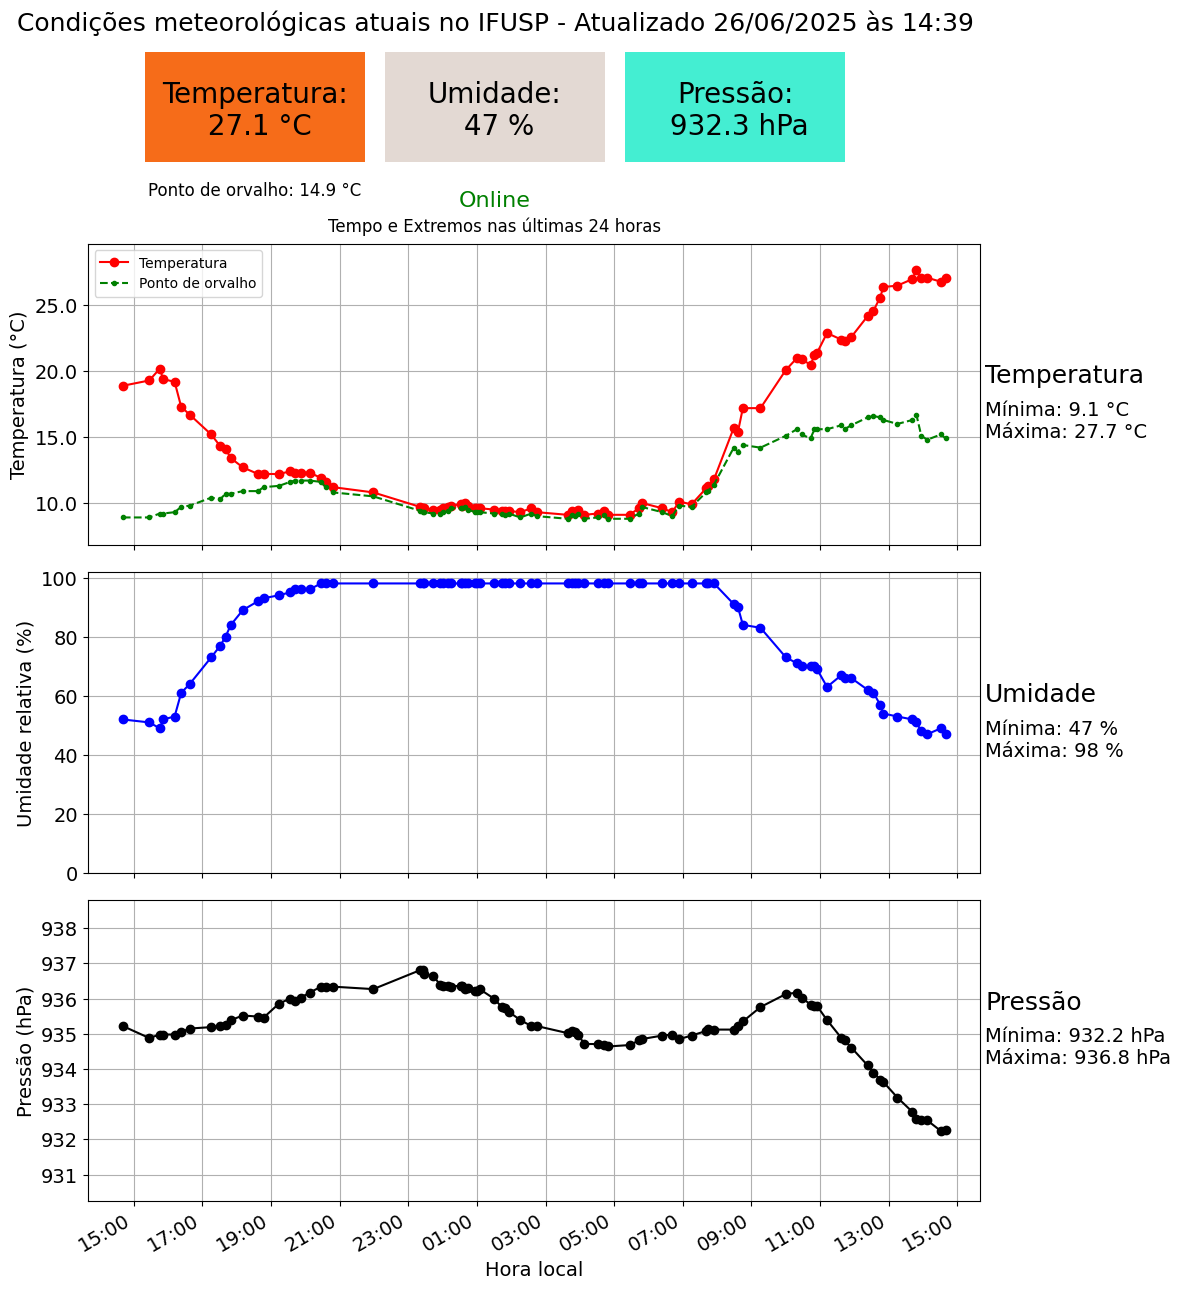 Condições meteorológicas atuais no IFUSP - Atualizado 26/06/2025 às 14:39
Temperatura:
27.1 °C
Umidade:
47 %
Pressão:
932.3 hPa
Ponto de orvalho: 14.9 °C
Online
Tempo e Extremos nas últimas 24 horas
Temperatura
Ponto de orvalho
Temperatura (°C)
25.0
20.0
15.0
10.0
Temperatura
Mínima: 9.1 °C
Máxima: 27.7 °C
Umidade relativa (%)
100
80
60
40
20
0
Umidade
Mínima: 47 %
Máxima: 98 %
Pressão (hPa)
938
937
936
935
934
933
932
931
Pressão
Mínima: 932.2 hPa
Máxima: 936.8 hPa
15:00 17:00 19:00 21:00 23:00 01:00 03:00 05:00 07:00 09:00 11:00 13:00 15:00
Hora local